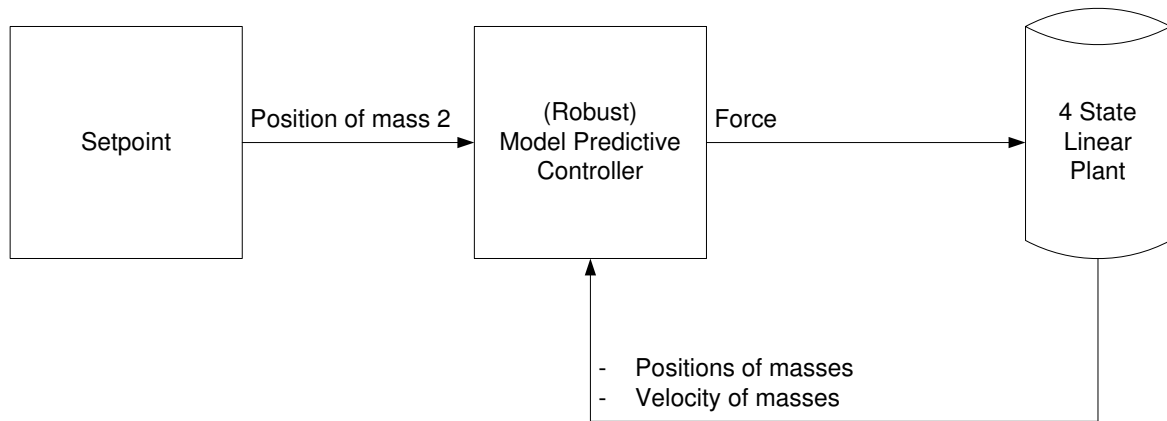 Setpoint
Position of mass 2
(Robust)
Model Predictive
Controller
Force
4 State
Linear
Plant
- Positions of masses
- Velocity of masses